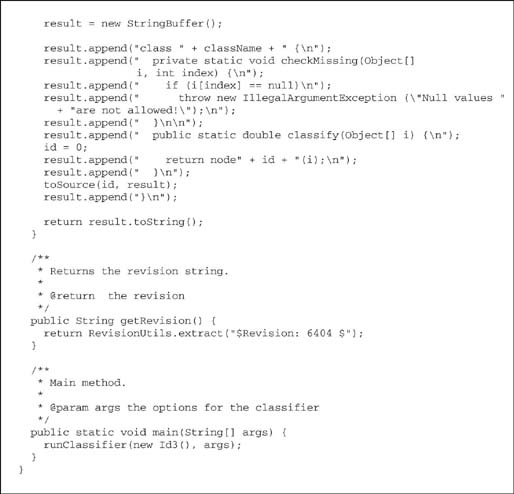 result = new StringBuffer();
result.append("class " + className + " {\n");
result.append("  private static void checkMissing(Object[]
i, int index) {\n");
result.append("    if (i[index] == null)\n");
result.append("      throw new IllegalArgumentException (\"Null values "
+ "are not allowed!\");\n");
result.append("  }\n\n");
result.append("  public static double classify(Object[] i) {\n");
id = 0;
result.append("    return node" + id + "(i);\n");
result.append("  }\n");
toSource(id, result);
result.append("}\n");
return result.toString();
}
/**
* Returns the revision string.
*
* @return  the revision
*/
public String getRevision() {
return RevisionUtils.extract("$Revision: 6404 $");
}
/**
* Main method.
*
* @param args the options for the classifier
*/
public static void main(String[] args) {
runClassifier(new Id3(), args);
}
}